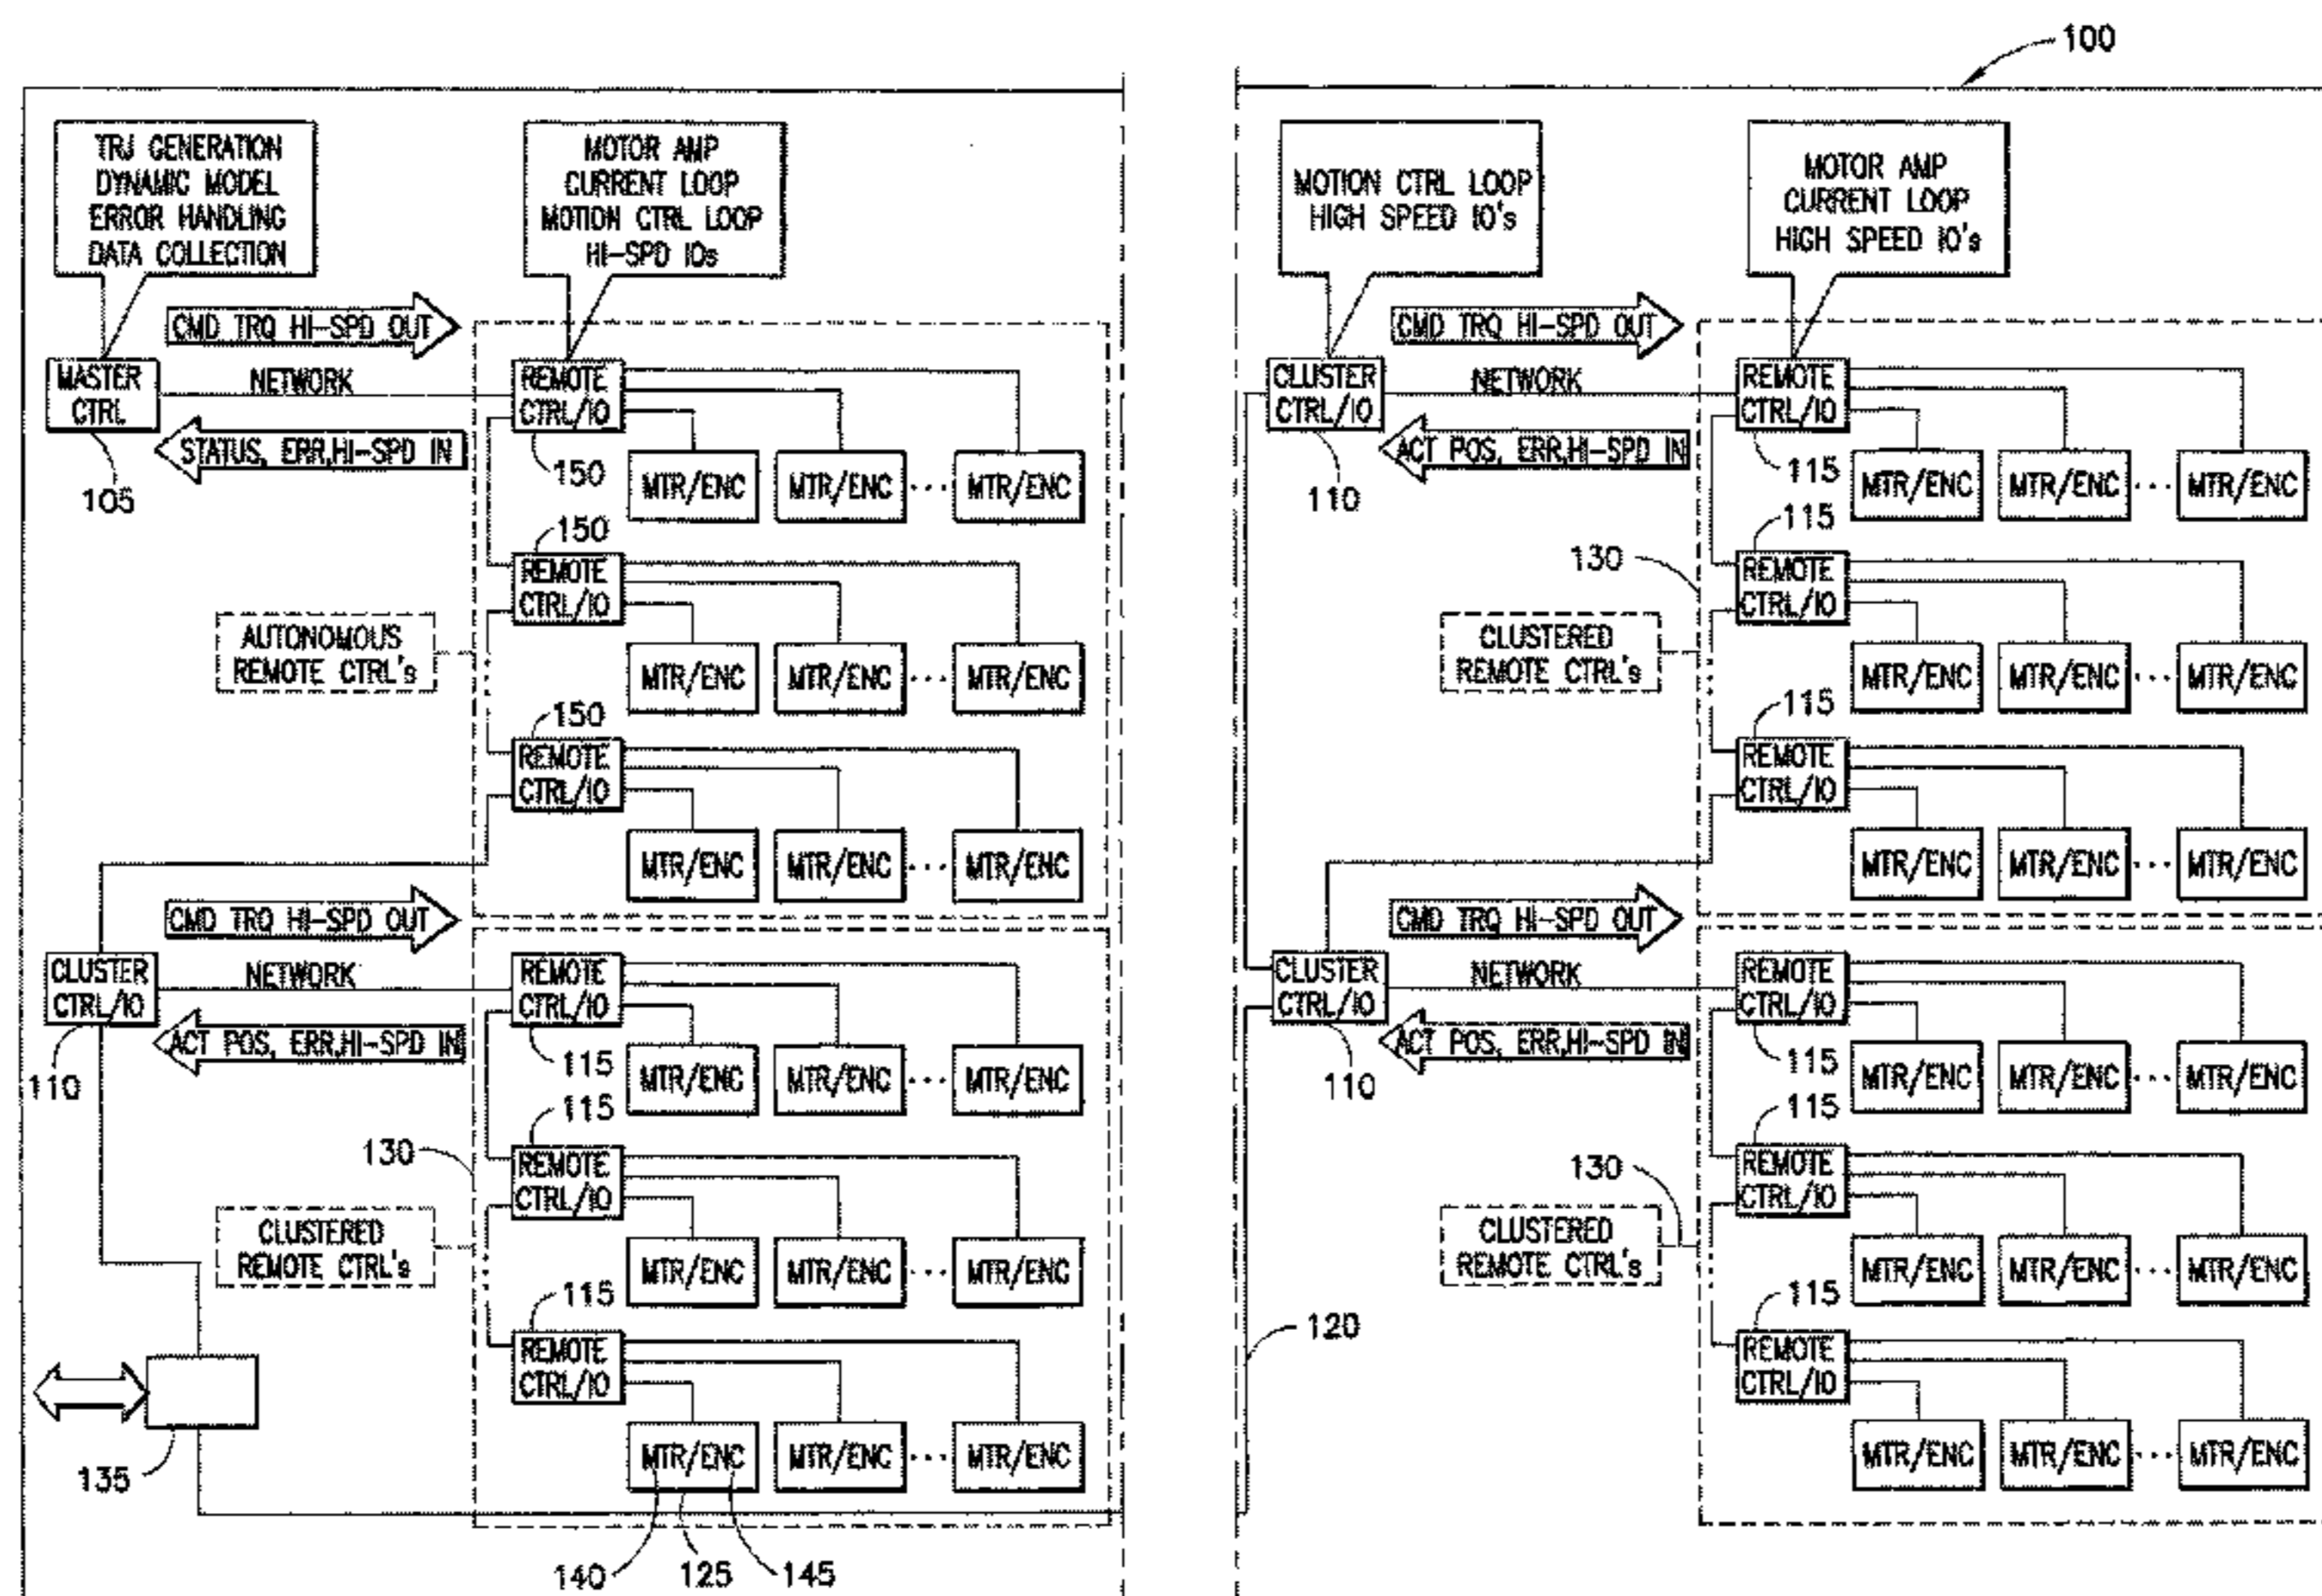 100
TRJ GENERATION
DYNAMIC MODEL
ERROR HANDLING
DATA COLLECTION
MOTOR AMP
CURRENT LOOP
MOTION CTRL LOOP
HI-SPD IOs
CMD TRQ HI-SPD OUT
MASTER
CTRL
NETWORK
STATUS, ERR,HI-SPD IN
105
REMOTE
CTRL/IO
150
MTR/ENC MTR/ENC ... MTR/ENC
150
REMOTE
CTRL/IO
AUTONOMOUS
REMOTE CTRL's
MTR/ENC MTR/ENC ... MTR/ENC
150
REMOTE
CTRL/IO
MTR/ENC MTR/ENC ... MTR/ENC
CMD TRQ HI-SPD OUT
CLUSTER
CTRL/IO
NETWORK
ACT POS, ERR,HI-SPD IN
110
REMOTE
CTRL/IO
115
MTR/ENC MTR/ENC ... MTR/ENC
115
130
REMOTE
CTRL/IO
CLUSTERED
REMOTE CTRL's
MTR/ENC MTR/ENC ... MTR/ENC
115
REMOTE
CTRL/IO
MTR/ENC MTR/ENC ... MTR/ENC
135
140
125
145
MOTION CTRL LOOP
HIGH SPEED IO's
MOTOR AMP
CURRENT LOOP
HIGH SPEED IO's
CMD TRQ HI-SPD OUT
CLUSTER
CTRL/IO
NETWORK
ACT POS, ERR,HI-SPD IN
110
REMOTE
CTRL/IO
115
MTR/ENC MTR/ENC ... MTR/ENC
115
130
REMOTE
CTRL/IO
CLUSTERED
REMOTE CTRL's
MTR/ENC MTR/ENC ... MTR/ENC
115
REMOTE
CTRL/IO
MTR/ENC MTR/ENC ... MTR/ENC
CMD TRQ HI-SPD OUT
CLUSTER
CTRL/IO
NETWORK
ACT POS, ERR,HI-SPD IN
110
REMOTE
CTRL/IO
115
MTR/ENC MTR/ENC ... MTR/ENC
115
130
REMOTE
CTRL/IO
CLUSTERED
REMOTE CTRL's
MTR/ENC MTR/ENC ... MTR/ENC
115
120
REMOTE
CTRL/IO
MTR/ENC MTR/ENC ... MTR/ENC